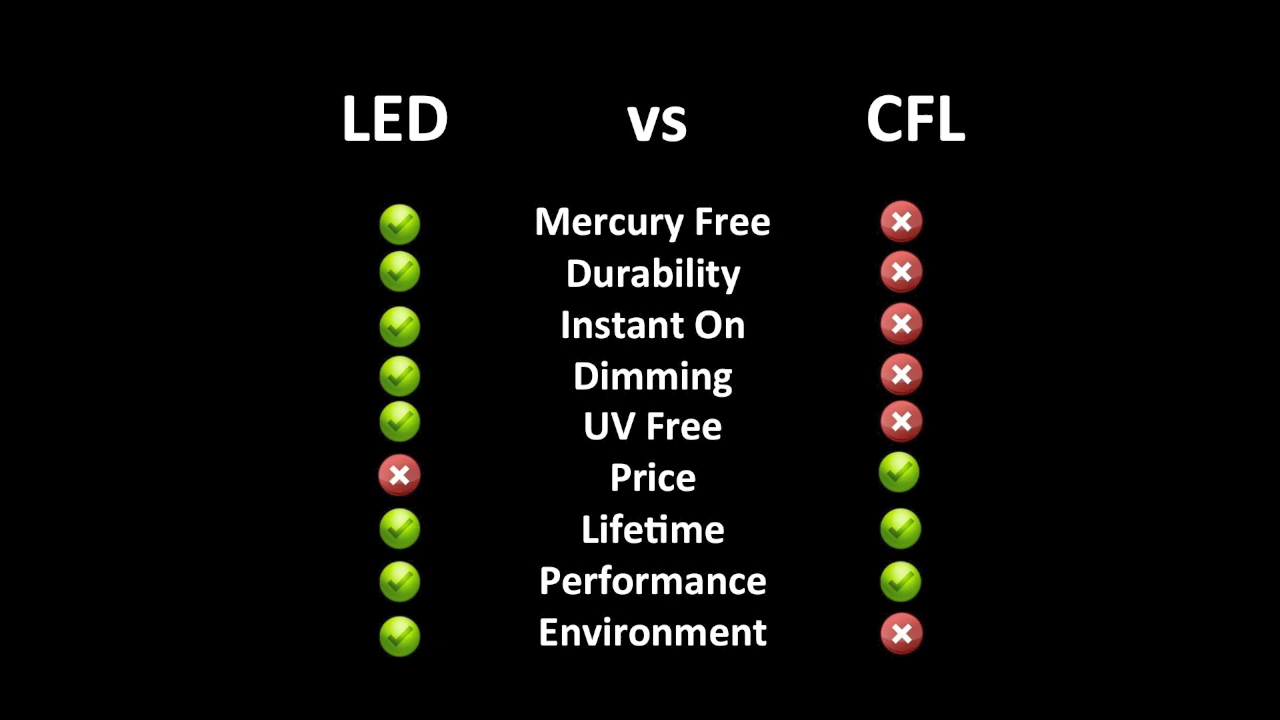 LED vs CFL
Mercury Free
Durability
Instant On
Dimming
UV Free
Price
Lifetime
Performance
Environment